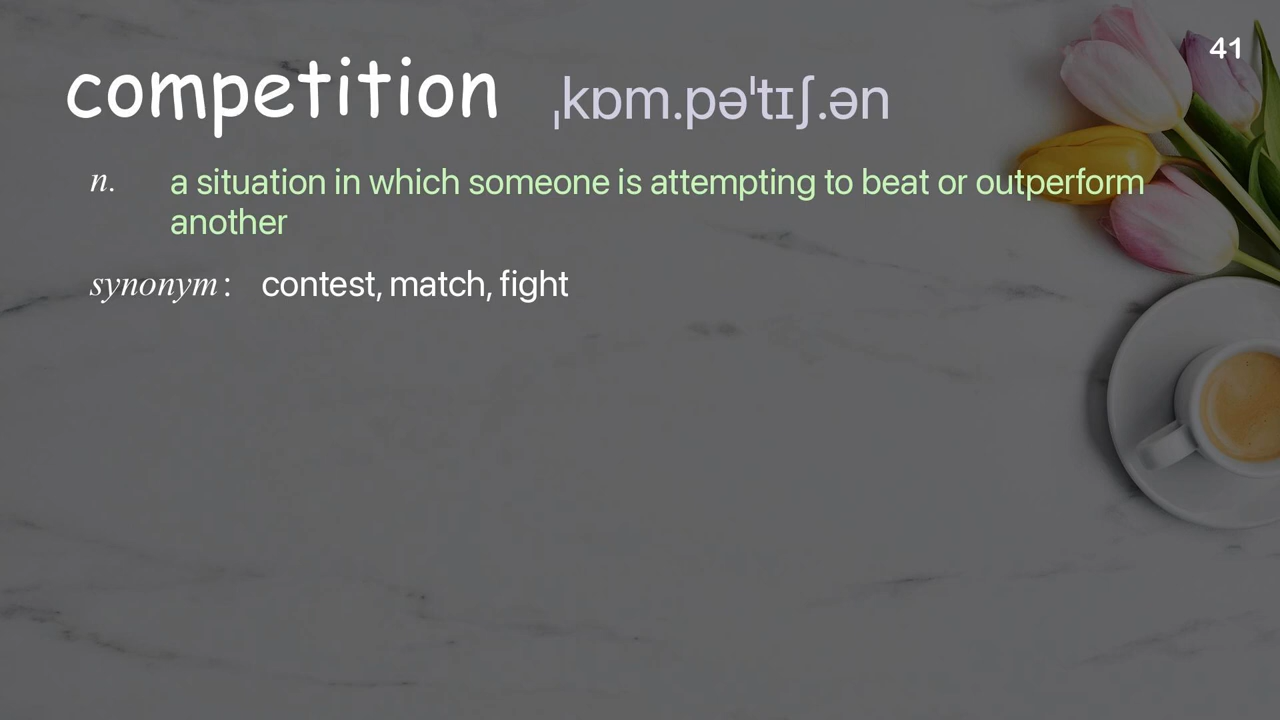 41
competition ˌkɒm.pəˈtɪʃ.ən
n. a situation in which someone is attempting to beat or outperform
another
synonym : contest, match, fight